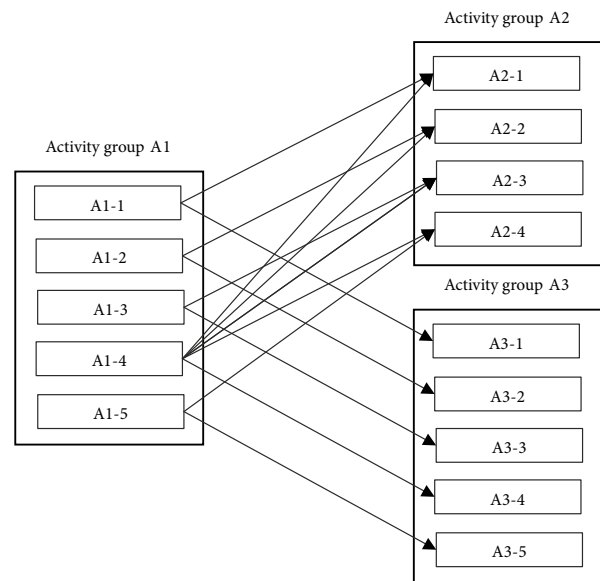 Activity group A2
A2-1
A2-2
A2-3
A2-4
Activity group A1
A1-1
A1-2
A1-3
A1-4
A1-5
Activity group A3
A3-1
A3-2
A3-3
A3-4
A3-5